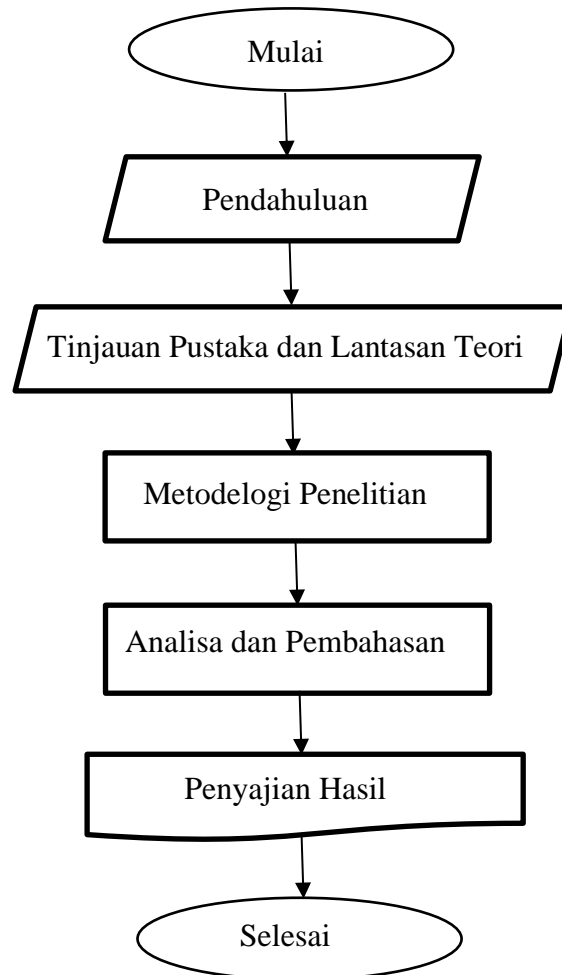 Mulai
Pendahuluan
Tinjauan Pustaka dan Lantasan Teori
Metodelogi Penelitian
Analisa dan Pembahasan
Penyajian Hasil
Selesai